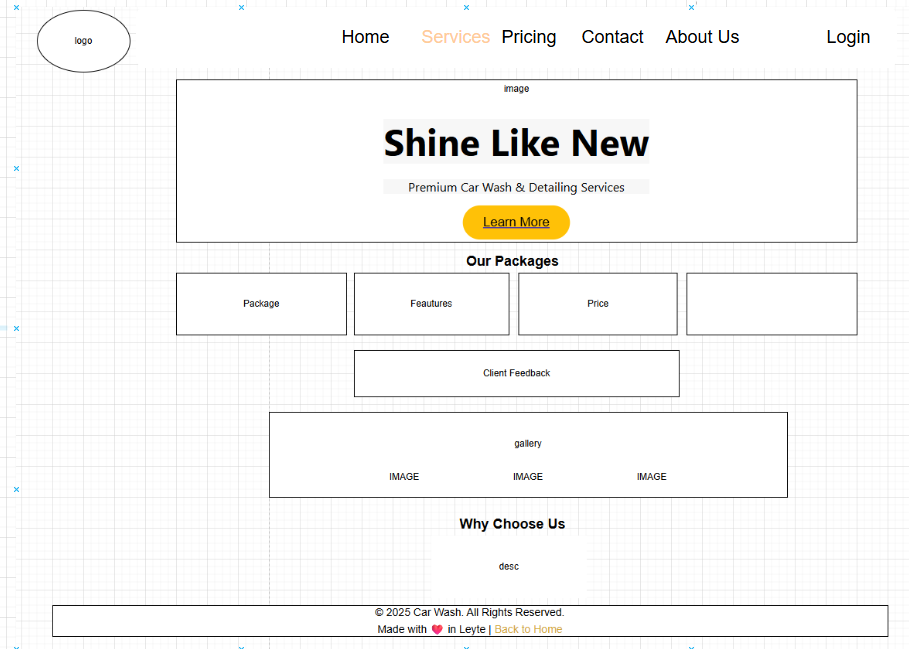 logo
Home Services Pricing Contact About Us Login
image
Shine Like New
Premium Car Wash & Detailing Services
Learn More
Our Packages
Package Feautures Price
Client Feedback
gallery
IMAGE IMAGE IMAGE
Why Choose Us
desc
© 2025 Car Wash. All Rights Reserved.
Made with ❤️ in Leyte | Back to Home